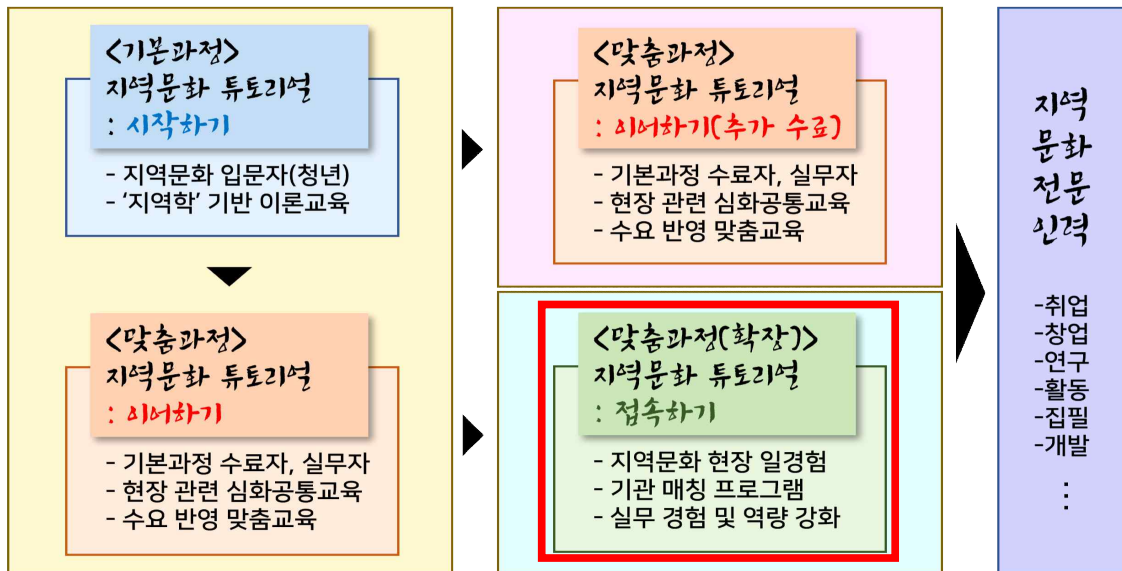 <기본과정>
지역문화 튜토리얼
: 시작하기
- 지역문화 입문자(청년)
- ‘지역학’ 기반 이론교육
<맞춤과정>
지역문화 튜토리얼
: 이어하기
- 기본과정 수료자, 실무자
- 현장 관련 심화공통교육
- 수요 반영 맞춤교육
<맞춤과정>
지역문화 튜토리얼
: 이어하기(추가 수료)
- 기본과정 수료자, 실무자
- 현장 관련 심화공통교육
- 수요 반영 맞춤교육
<맞춤과정(확장)>
지역문화 튜토리얼
: 접속하기
- 지역문화 현장 일경험
- 기관 매칭 프로그램
- 실무 경험 및 역량 강화
지역
문화
전문
인력
-취업
-창업
-연구
-활동
-집필
-개발
⋮